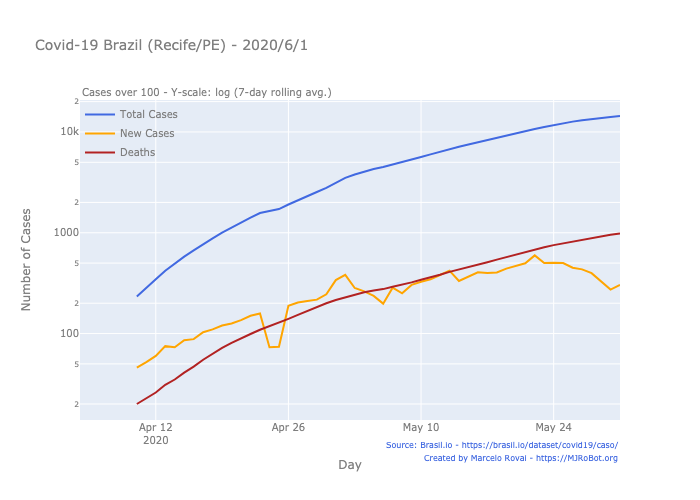 Covid-19 Brazil (Recife/PE) - 2020/6/1
Cases over 100 - Y-scale: log (7-day rolling avg.)
Total Cases
New Cases
Deaths
2
10k
5
2
1000
5
2
100
5
2
Number of Cases
Apr 12
2020
Apr 26
May 10
May 24
Day
Source: Brasil.io - https://brasil.io/dataset/covid19/caso/
Created by Marcelo Rovai - https://MJRoBot.org